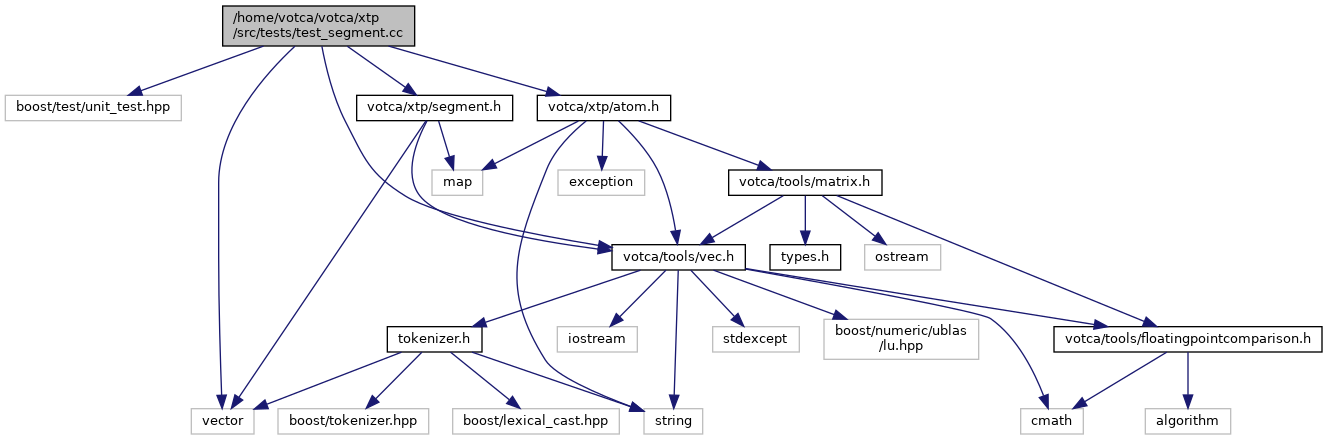 /home/votca/votca/xtp
/src/tests/test_segment.cc
boost/test/unit_test.hpp
votca/xtp/segment.h
votca/xtp/atom.h
map
exception
votca/tools/matrix.h
votca/tools/vec.h
types.h
ostream
tokenizer.h
iostream
stdexcept
boost/numeric/ublas
/lu.hpp
votca/tools/floatingpointcomparison.h
vector
boost/tokenizer.hpp
boost/lexical_cast.hpp
string
cmath
algorithm